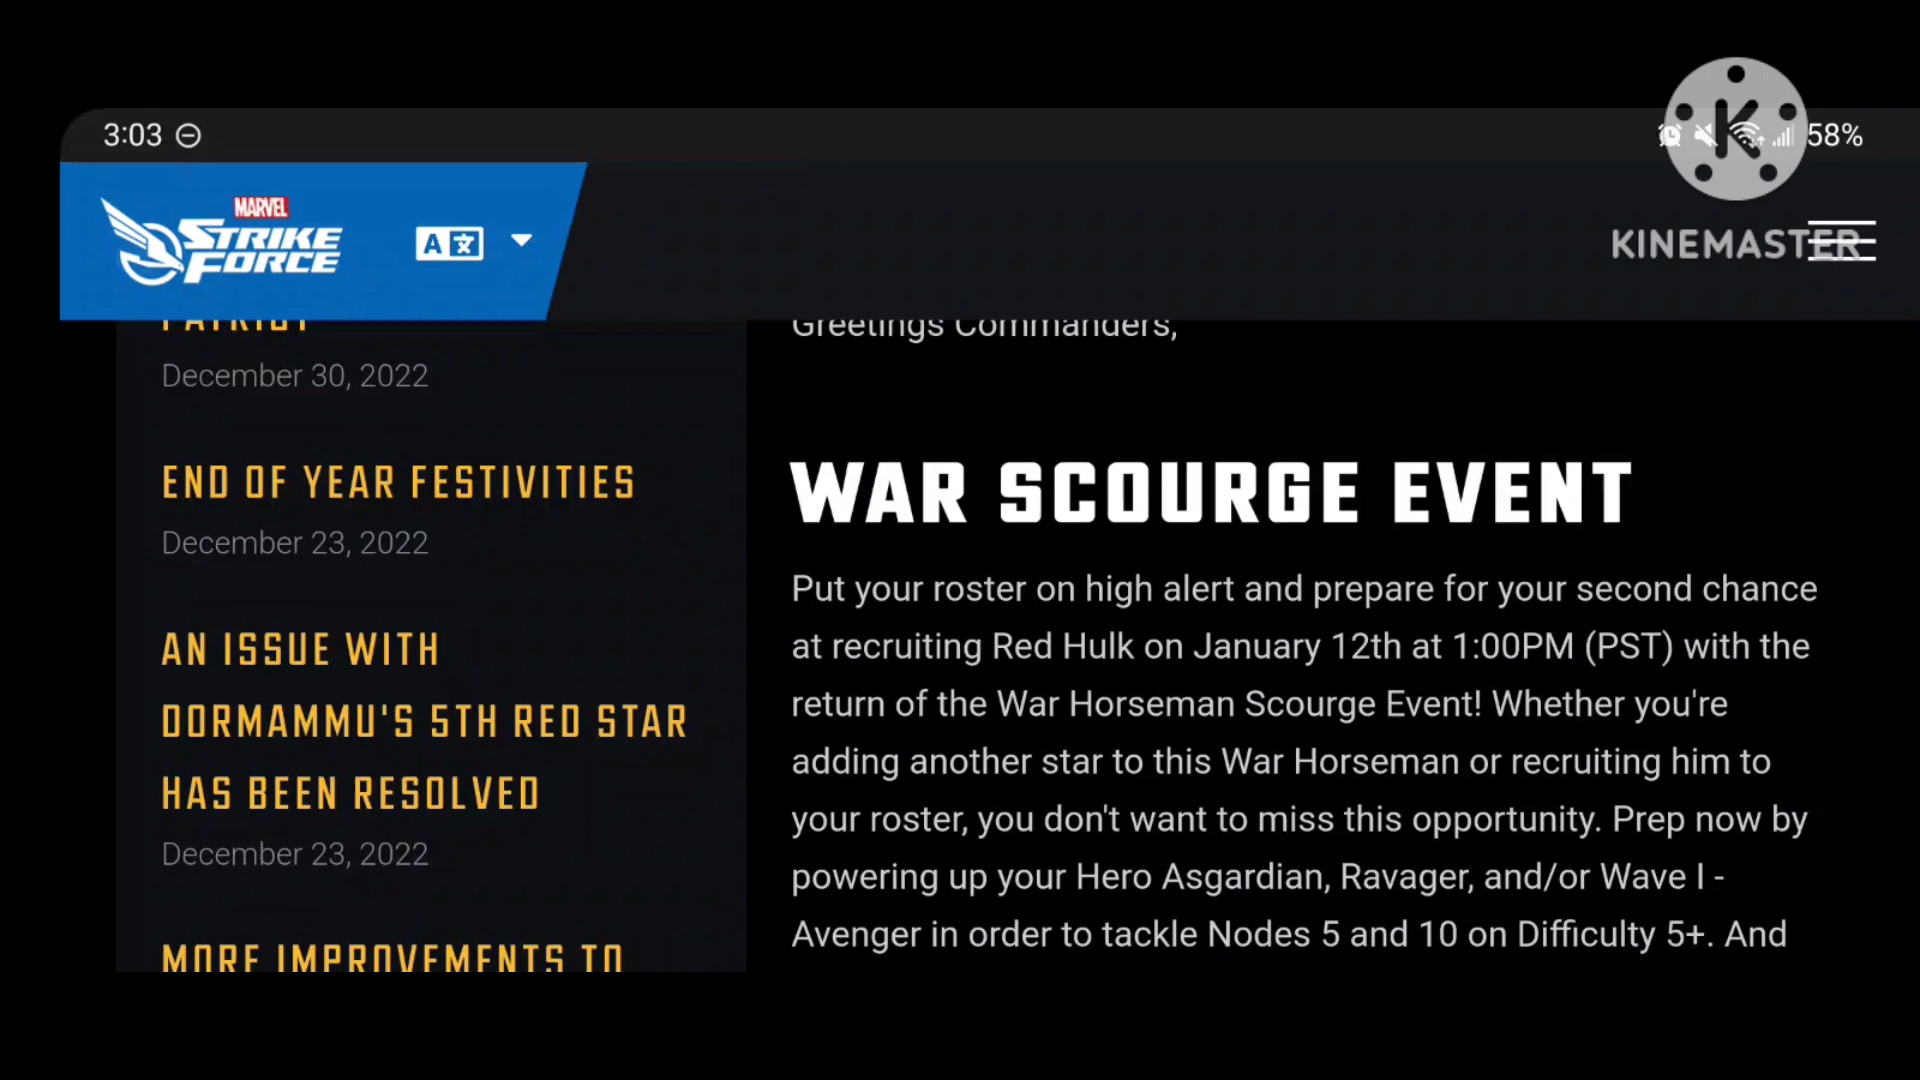 3:03
58%
MARVEL
STRIKE
FORCE
A 文
KINEMASTER
PATRIOT
December 30, 2022
END OF YEAR FESTIVITIES
December 23, 2022
AN ISSUE WITH
DORMAMMU'S 5TH RED STAR
HAS BEEN RESOLVED
December 23, 2022
MORE IMPROVEMENTS TO
Greetings Commanders,
WAR SCOURGE EVENT
Put your roster on high alert and prepare for your second chance
at recruiting Red Hulk on January 12th at 1:00PM (PST) with the
return of the War Horseman Scourge Event! Whether you're
adding another star to this War Horseman or recruiting him to
your roster, you don't want to miss this opportunity. Prep now by
powering up your Hero Asgardian, Ravager, and/or Wave I -
Avenger in order to tackle Nodes 5 and 10 on Difficulty 5+. And